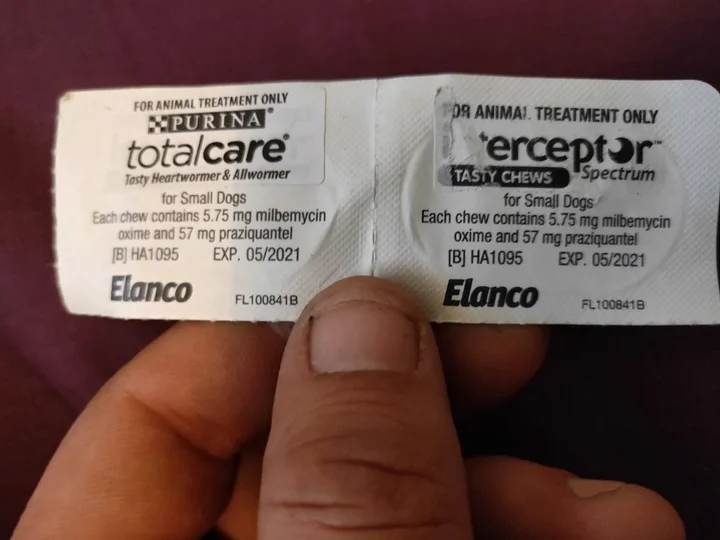 FOR ANIMAL TREATMENT ONLY
PURINA®
totalcare®
Tasty Heartwormer & Allwormer
for Small Dogs
Each chew contains 5.75 mg milbemycin
oxime and 57 mg praziquantel
[B] HA1095 EXP. 05/2021
Elanco FL100841B
OR ANIMAL TREATMENT ONLY
terceptor™
TASTY CHEWS Spectrum
for Small Dogs
Each chew contains 5.75 mg milbemycin
oxime and 57 mg praziquantel
[B] HA1095 EXP. 05/2021
Elanco FL100841B